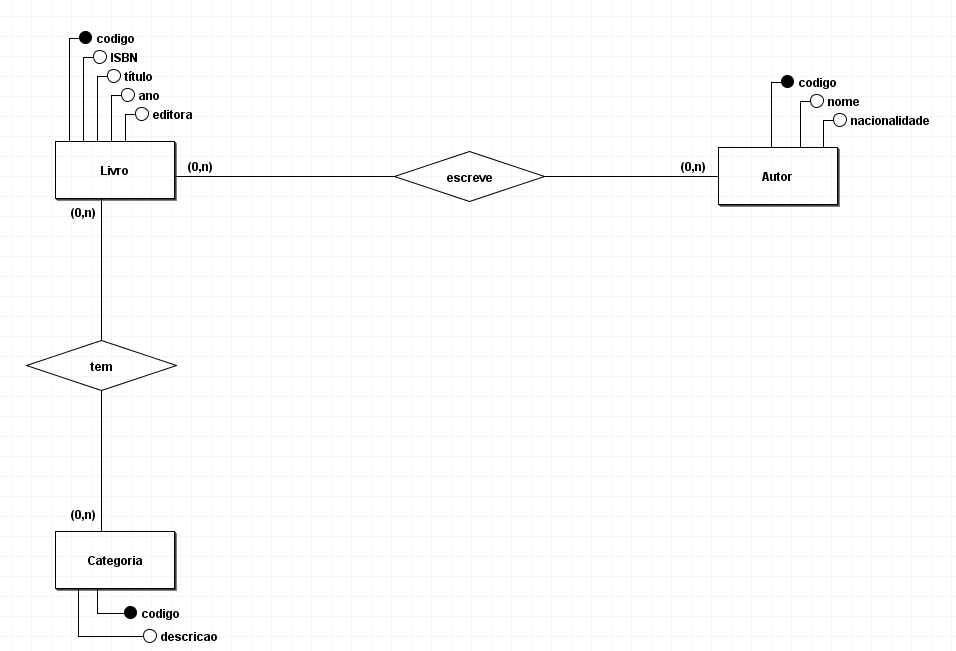 codigo
ISBN
título
ano
editora
Livro
(0,n)
escreve
(0,n)
codigo
nome
nacionalidade
Autor
(0,n)
tem
(0,n)
Categoria
codigo
descricao